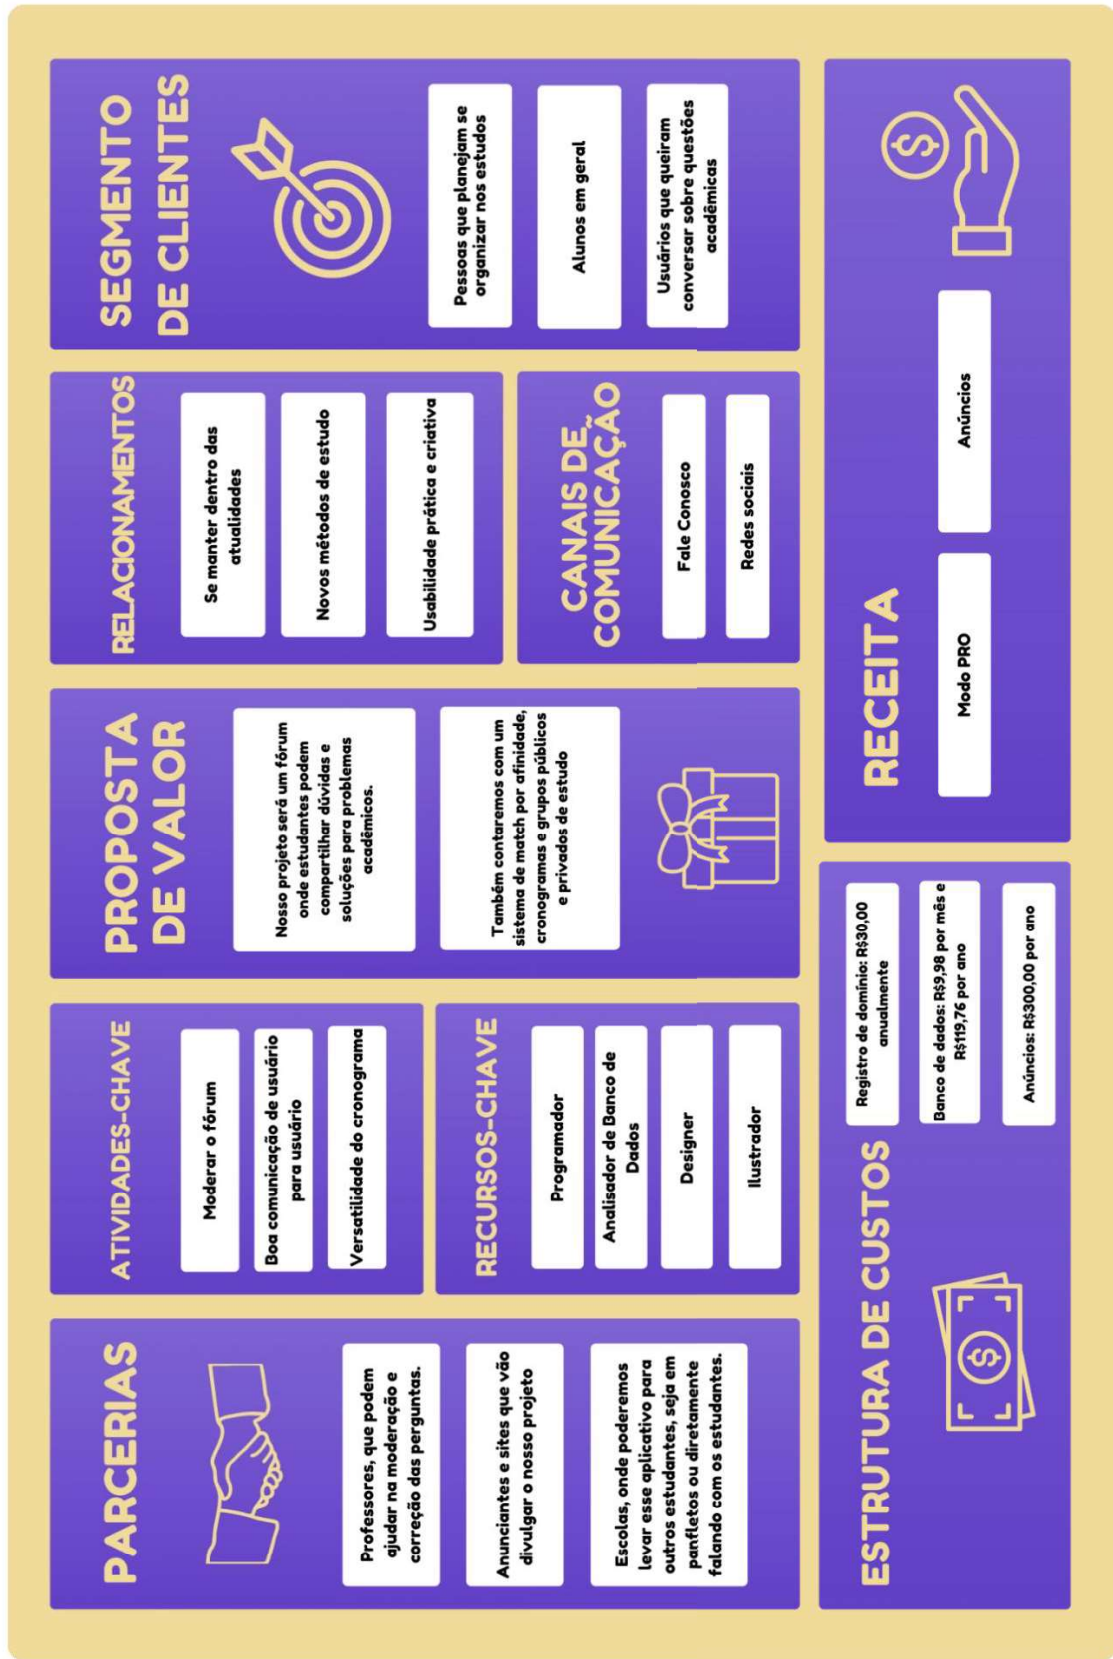 PARCERIAS
Professores, que podem
ajudar na moderação e
correção das perguntas.
Anunciantes e sites que vão
divulgar o nosso projeto
Escolas, onde poderemos
levar esse aplicativo para
outros estudantes, seja em
panfletos ou diretamente
falando com os estudantes.
ATIVIDADES-CHAVE
Moderar o fórum
Boa comunicação de usuário
para usuário
Versatilidade do cronograma
RECURSOS-CHAVE
Programador
Analisador de Banco de
Dados
Designer
Ilustrador
PROPOSTA
DE VALOR
Nosso projeto será um fórum
onde estudantes podem
compartilhar dúvidas e
soluções para problemas
acadêmicos.
Também contaremos com um
sistema de match por afinidade,
cronogramas e grupos públicos
e privados de estudo
RELACIONAMENTOS
Se manter dentro das
atualidades
Novos métodos de estudo
Usabilidade prática e criativa
CANAIS DE
COMUNICAÇÃO
Fale Conosco
Redes sociais
SEGMENTO
DE CLIENTES
Pessoas que planejam se
organizar nos estudos
Alunos em geral
Usuários que queiram
conversar sobre questões
acadêmicas
ESTRUTURA DE CUSTOS
Registro de domínio: R$30,00
anualmente
Banco de dados: R$9,98 por mês e
R$119,76 por ano
Anúncios: R$300,00 por ano
RECEITA
Modo PRO
Anúncios